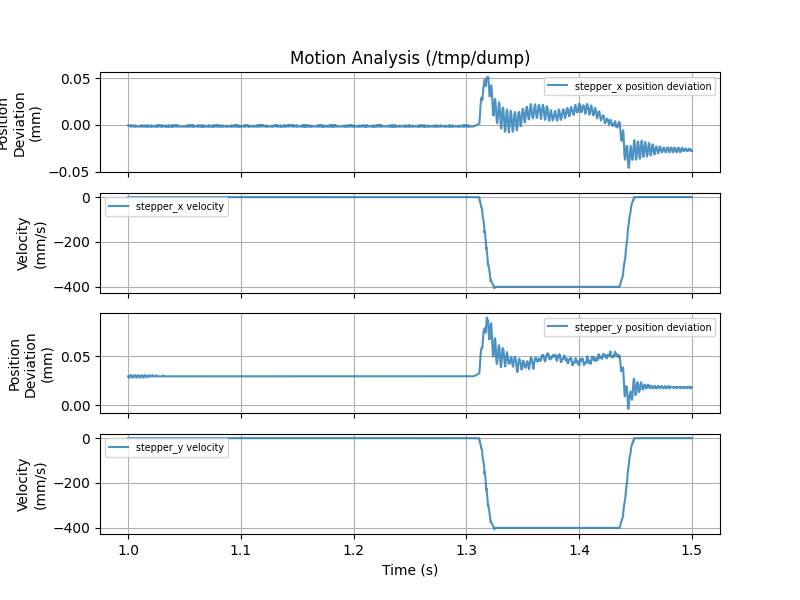 Motion Analysis (/tmp/dump)
Position
Deviation
(mm)
0.05
0.00
−0.05
stepper_x position deviation
Velocity
(mm/s)
0
−200
−400
stepper_x velocity
Position
Deviation
(mm)
0.05
0.00
stepper_y position deviation
Velocity
(mm/s)
0
−200
−400
stepper_y velocity
1.0 1.1 1.2 1.3 1.4 1.5
Time (s)